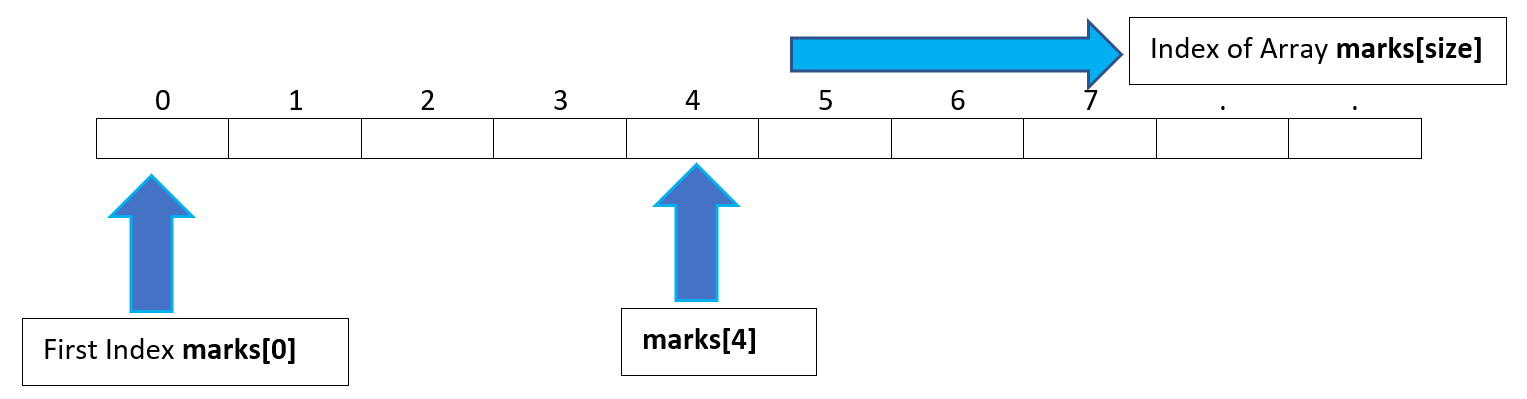 Index of Array marks[size]
0 1 2 3 4 5 6 7 . .
First Index marks[0]
marks[4]